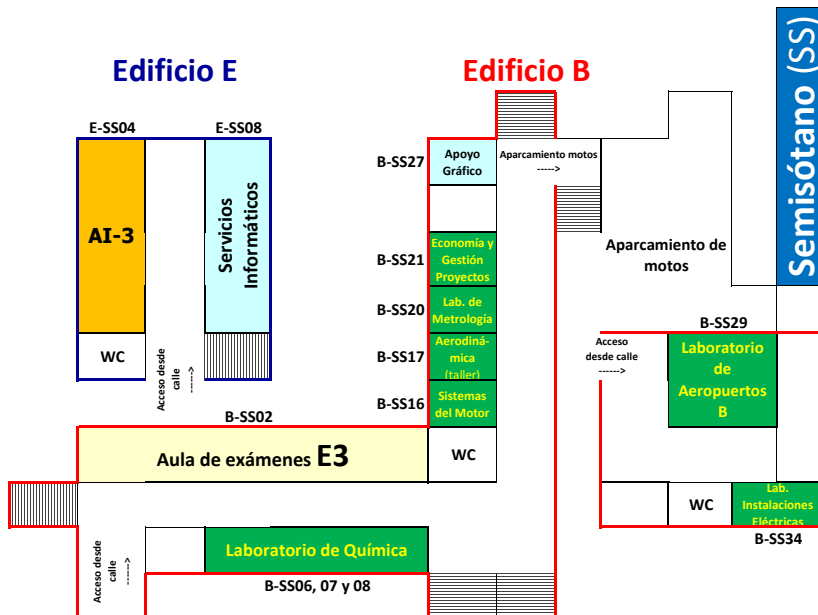 Semisótano (SS)
Edificio E
Edificio B
E-SS04
E-SS08
AI-3
Servicios
Informáticos
WC
Acceso desde
calle
------>
B-SS27
Apoyo
Gráfico
Aparcamiento motos
----->
B-SS21
Economía y
Gestión
Proyectos
B-SS20
Lab. de
Metrología
B-SS17
Aerodiná-
mica
(taller)
B-SS16
Sistemas
del Motor
Aparcamiento de
motos
B-SS29
Acceso
desde calle
------>
Laboratorio
de
Aeropuertos
B
B-SS02
Aula de exámenes E3
WC
WC
Lab.
Instalaciones
Eléctricas
B-SS34
Acceso desde
calle
------>
Laboratorio de Química
B-SS06, 07 y 08